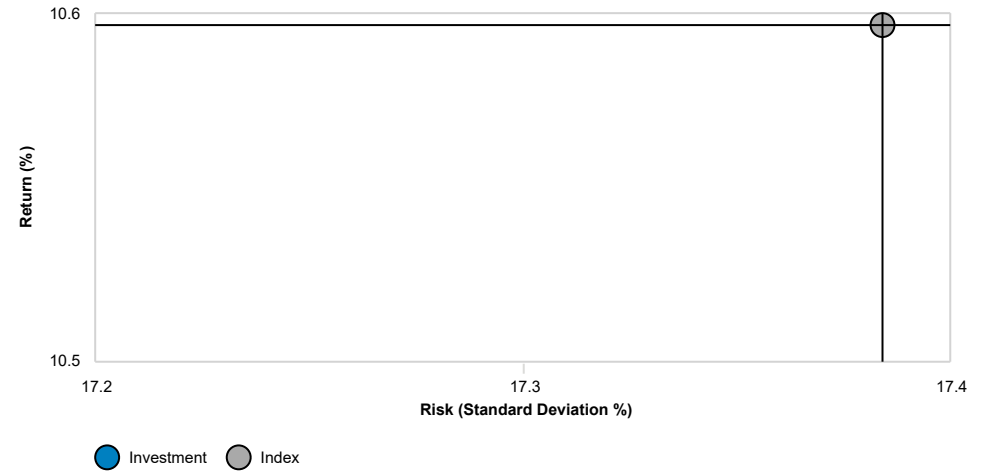 10.6
Return (%)
10.5
17.2 17.3 17.4
Risk (Standard Deviation %)
Investment Index